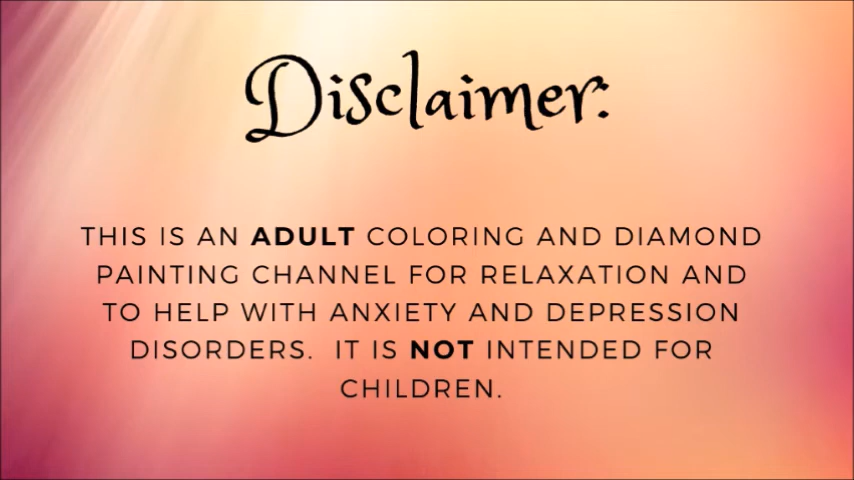 Disclaimer:
THIS IS AN ADULT COLORING AND DIAMOND
PAINTING CHANNEL FOR RELAXATION AND
TO HELP WITH ANXIETY AND DEPRESSION
DISORDERS.  IT IS NOT INTENDED FOR
CHILDREN.